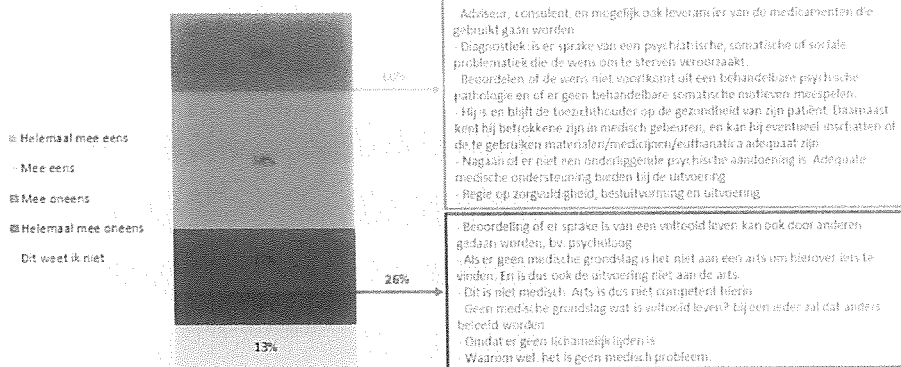 Helemaal mee eens
Mee eens
Mee oneens
Helemaal mee oneens
Dit weet ik niet
60%
26%
13%
Adviseur, consulent, en mogelijk ook leverancier van de medicamenten die
gebruikt gaan worden
- Diagnostiek: is er sprake van een psychiatrische, somatische of sociale
problematiek die de wens om te sterven veroorzaakt.
Beoordelen of de wens niet voortkomt uit een behandelbare psychische
pathologie en of er geen behandelbare somatische motieven meespelen.
- Hij is en blijft de toezichthouder op de gezondheid van zijn patiënt. Daarnaast
kent hij betrokkene zijn in medisch gebeuren, en kan hij eventueel inschatten of
de te gebruiken materialen/medicijnen/euthanatica adequaat zijn
- Nagaan of er niet een onderliggende psychische aandoening is. Adequate
medische ondersteuning bieden bij de uitvoering
- Regie op zorgvuldigheid, besluitvorming en uitvoering
- Beoordeling of er sprake is van een voltooid leven kan ook door anderen
gedaan worden, bv. psycholoog
- Als er geen medische grondslag is het niet aan een arts om hierover iets te
vinden. En is dus ook de uitvoering niet aan de arts.
- Dit is niet medisch. Arts is dus niet competent hierin
Geen medische grondslag wat is voltooid leven? bij een ieder zal dat anders
beleefd worden
- Omdat er geen lichamelijk lijden is
- Waarom wel, het is geen medisch probleem.